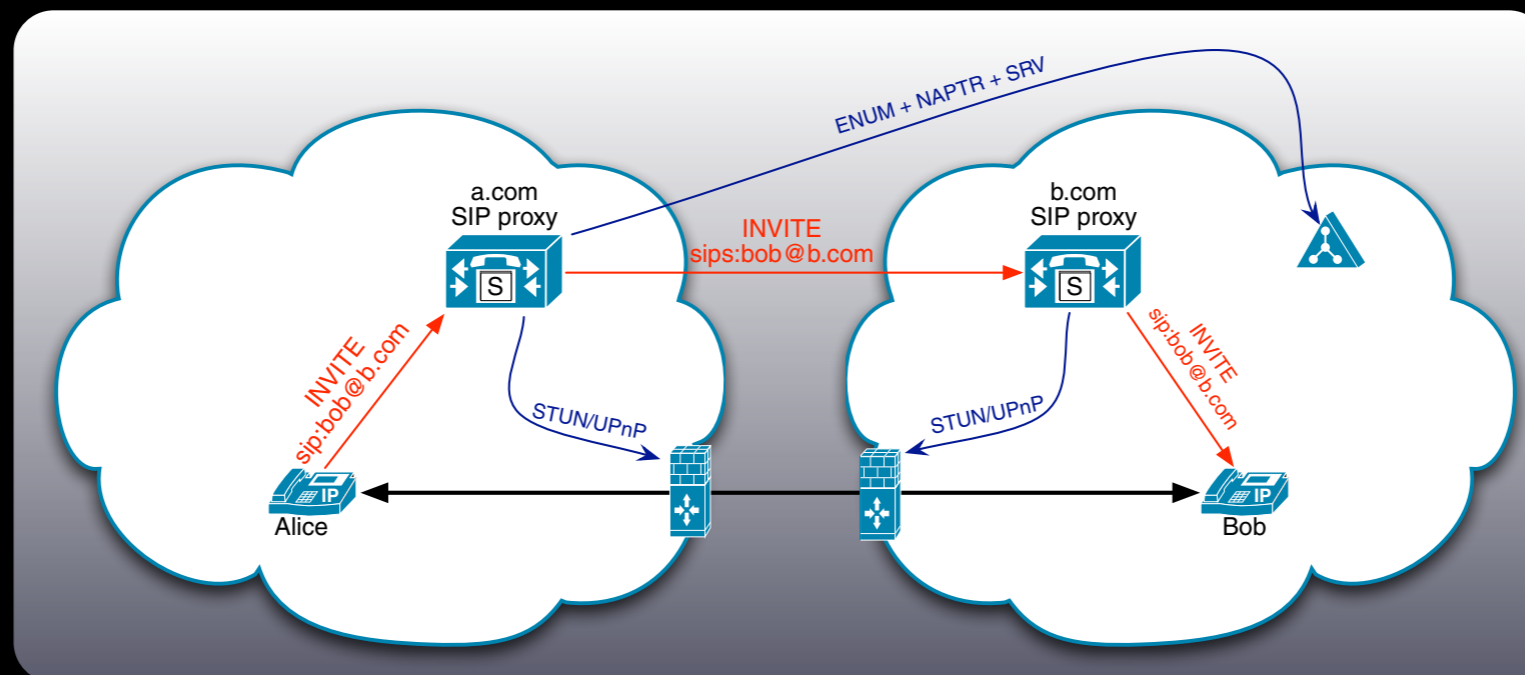 ENUM + NAPTR + SRV
a.com
SIP proxy
b.com
SIP proxy
INVITE
sips:bob@b.com
S
S
INVITE
sip:bob@b.com
INVITE
sip:bob@b.com
STUN/UPnP
STUN/UPnP
IP
IP
Alice
Bob